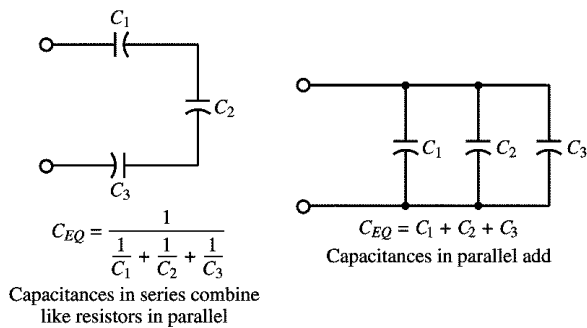 C1
C2
C3
C_EQ = 1 / (1/C1 + 1/C2 + 1/C3)
Capacitances in series combine
like resistors in parallel
C1
C2
C3
C_EQ = C1 + C2 + C3
Capacitances in parallel add